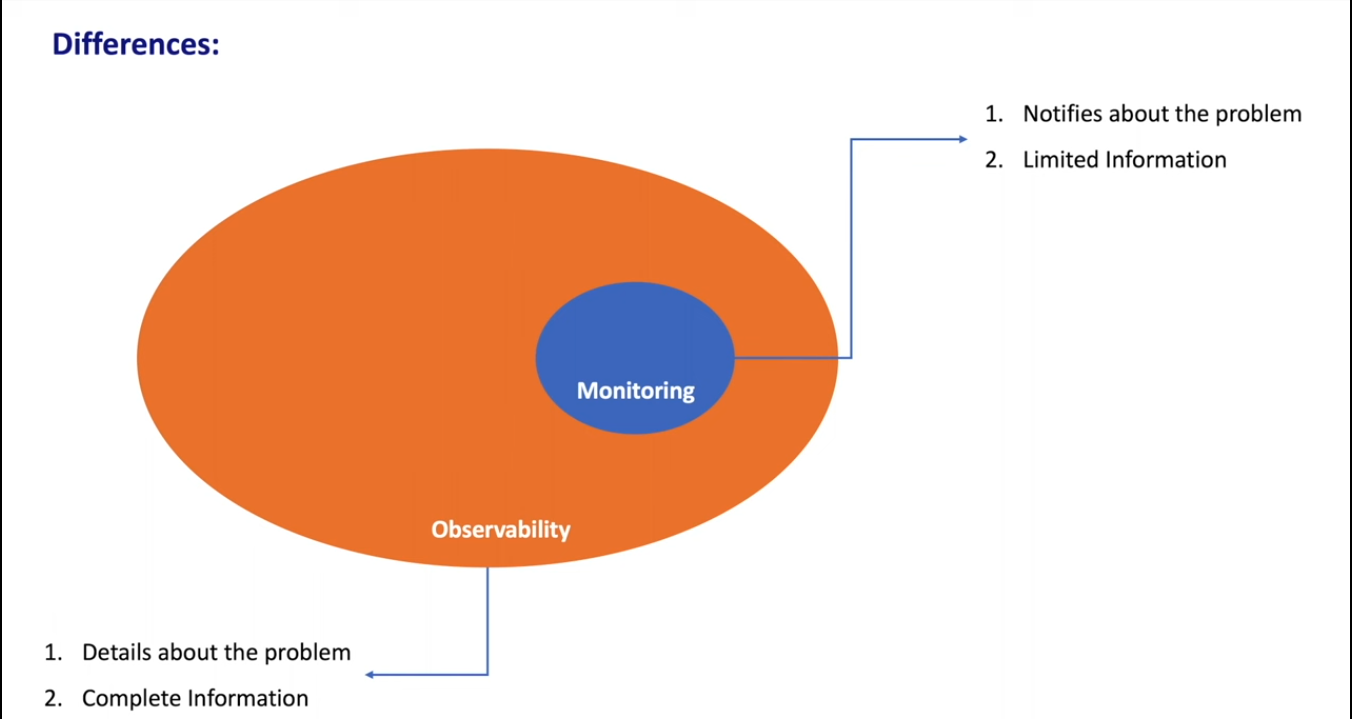 Differences:
1. Notifies about the problem
2. Limited Information
Monitoring
Observability
1. Details about the problem
2. Complete Information